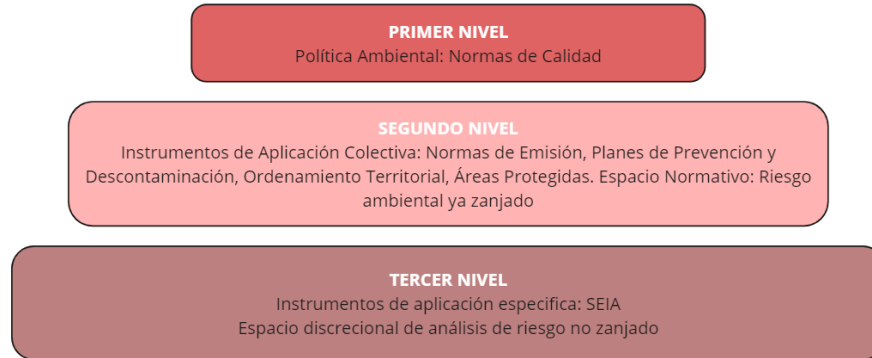 PRIMER NIVEL
Política Ambiental: Normas de Calidad
SEGUNDO NIVEL
Instrumentos de Aplicación Colectiva: Normas de Emisión, Planes de Prevención y
Descontaminación, Ordenamiento Territorial, Áreas Protegidas. Espacio Normativo: Riesgo
ambiental ya zanjado
TERCER NIVEL
Instrumentos de aplicación especifica: SEIA
Espacio discrecional de análisis de riesgo no zanjado